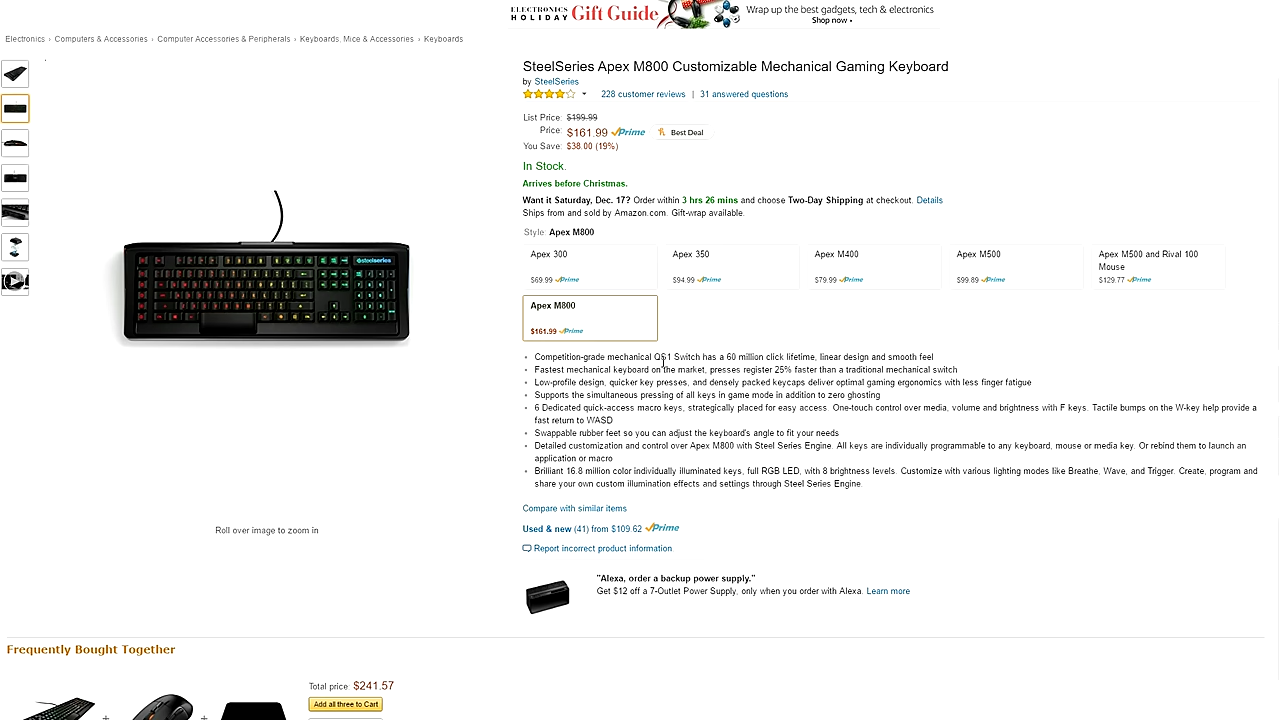 ELECTRONICS
HOLIDAY Gift Guide
Wrap up the best gadgets, tech & electronics
Shop now
Electronics › Computers & Accessories › Computer Accessories & Peripherals › Keyboards, Mice & Accessories › Keyboards
SteelSeries Apex M800 Customizable Mechanical Gaming Keyboard
by SteelSeries
228 customer reviews | 31 answered questions
List Price: $199.99
Price: $161.99 Prime Best Deal
You Save: $38.00 (19%)
In Stock.
Arrives before Christmas.
Want it Saturday, Dec. 17? Order within 3 hrs 26 mins and choose Two-Day Shipping at checkout. Details
Ships from and sold by Amazon.com. Gift-wrap available.
Style: Apex M800
Apex 300 Apex 350 Apex M400 Apex M500 Apex M500 and Rival 100
Mouse
$69.99 Prime $94.99 Prime $79.99 Prime $99.89 Prime $129.77 Prime
Apex M800
$161.99 Prime
steelseries
• Competition-grade mechanical QS1 Switch has a 60 million click lifetime, linear design and smooth feel
• Fastest mechanical keyboard on the market, presses register 25% faster than a traditional mechanical switch
• Low-profile design, quicker key presses, and densely packed keycaps deliver optimal gaming ergonomics with less finger fatigue
• Supports the simultaneous pressing of all keys in game mode in addition to zero ghosting
• 6 Dedicated quick-access macro keys, strategically placed for easy access. One-touch control over media, volume and brightness with F keys. Tactile bumps on the W-key help provide a
fast return to WASD
• Swappable rubber feet so you can adjust the keyboard's angle to fit your needs
• Detailed customization and control over Apex M800 with Steel Series Engine. All keys are individually programmable to any keyboard, mouse or media key. Or rebind them to launch an
application or macro
• Brilliant 16.8 million color individually illuminated keys, full RGB LED, with 8 brightness levels. Customize with various lighting modes like Breathe, Wave, and Trigger. Create, program and
share your own custom illumination effects and settings through Steel Series Engine.
Compare with similar items
Used & new (41) from $109.62 Prime
Roll over image to zoom in
Report incorrect product information
"Alexa, order a backup power supply."
Get $12 off a 7-Outlet Power Supply, only when you order with Alexa. Learn more
Frequently Bought Together
Total price: $241.57
Add all three to Cart
+ +